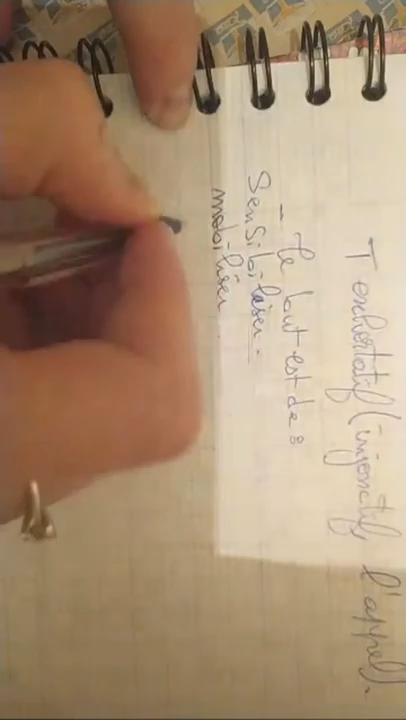 T exhortatif (injonctif, l'appel).
- Le but est de :
Sensibiliser.
mobiliser